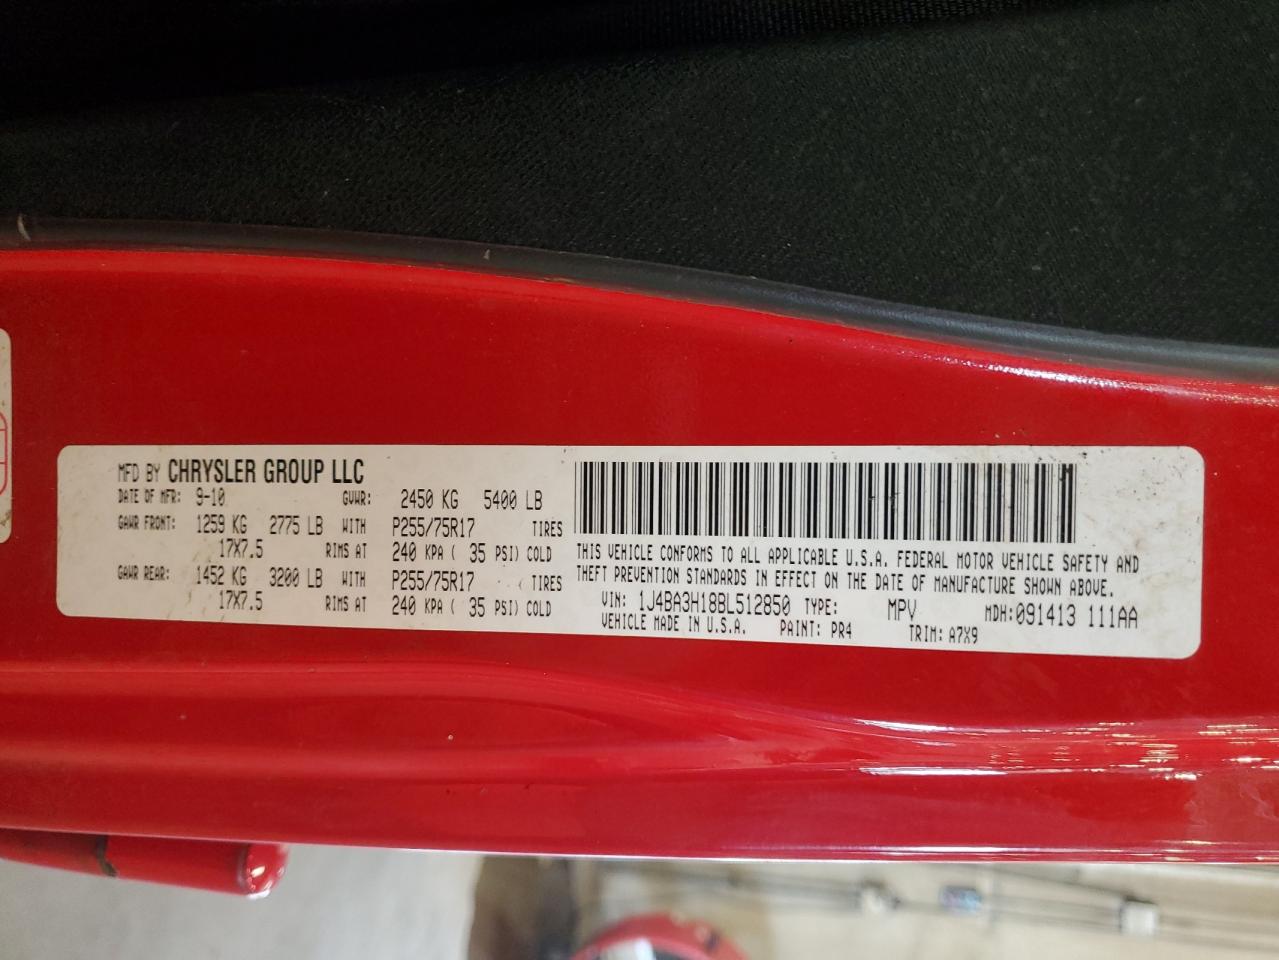 MFD BY CHRYSLER GROUP LLC
DATE OF MFR: 9-10 GVWR: 2450 KG 5400 LB
GAWR FRONT: 1259 KG 2775 LB WITH P255/75R17 TIRES
17X7.5 RIMS AT 240 KPA ( 35 PSI) COLD
GAWR REAR: 1452 KG 3200 LB WITH P255/75R17 TIRES
17X7.5 RIMS AT 240 KPA ( 35 PSI) COLD
THIS VEHICLE CONFORMS TO ALL APPLICABLE U.S.A. FEDERAL MOTOR VEHICLE SAFETY AND
THEFT PREVENTION STANDARDS IN EFFECT ON THE DATE OF MANUFACTURE SHOWN ABOVE.
VIN: 1J4BA3H18BL512850 TYPE: MPV MDH:091413 111AA
VEHICLE MADE IN U.S.A. PAINT: PR4 TRIM: A7X9